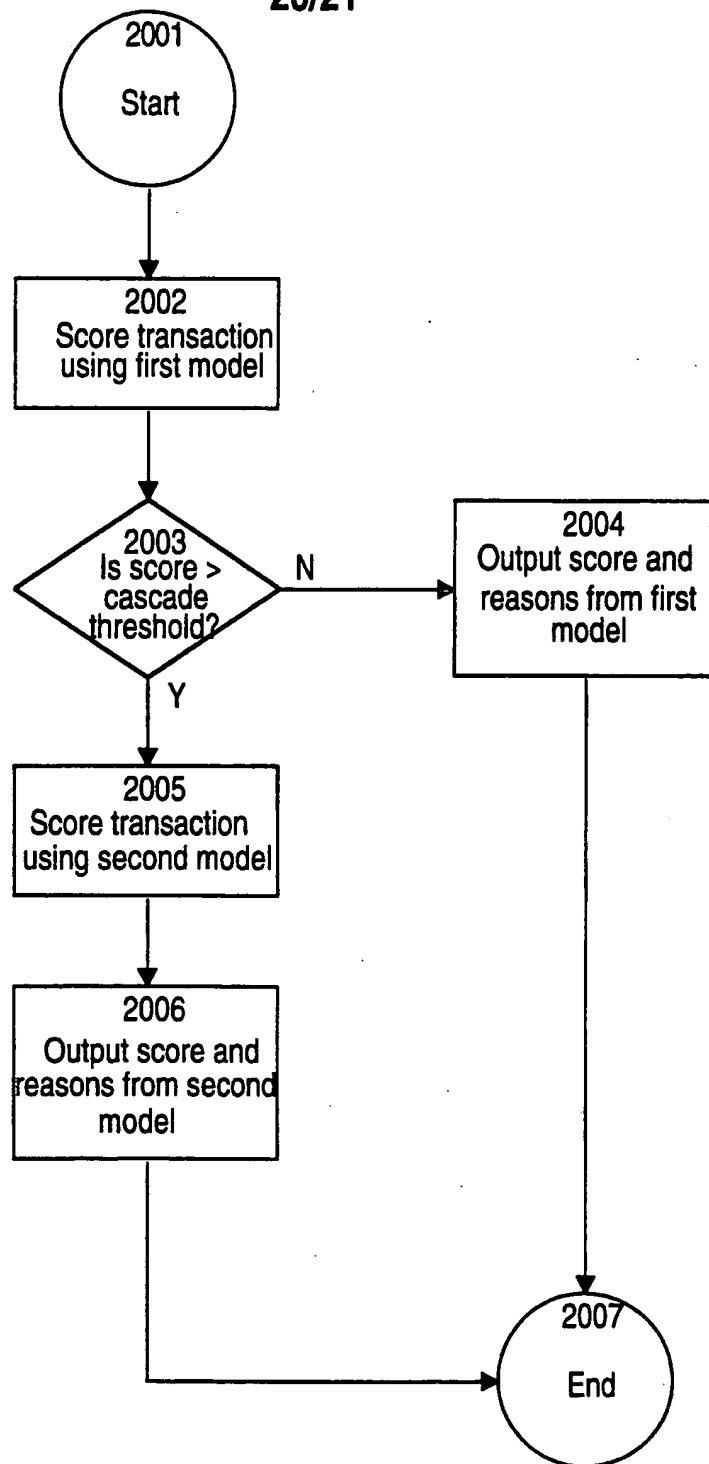 20/21
2001
Start
2002
Score transaction
using first model
2003
Is score >
cascade
threshold?
N
2004
Output score and
reasons from first
model
Y
2005
Score transaction
using second model
2006
Output score and
reasons from second
model
2007
End